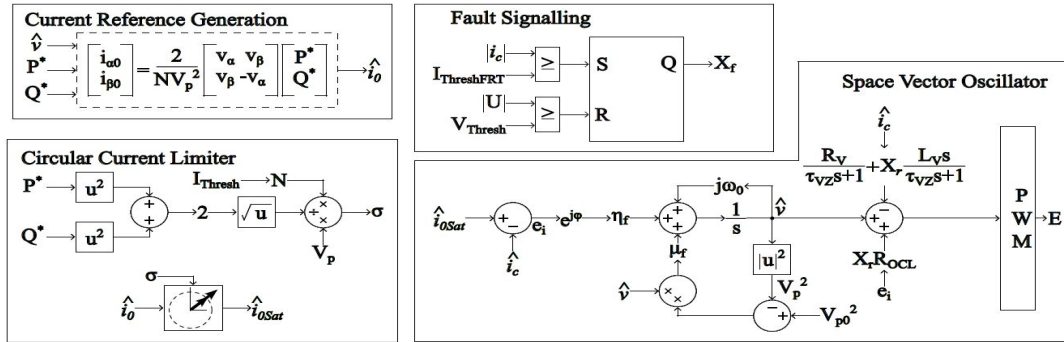 Current Reference Generation
v̂
P*
Q*
[iα0 iβ0] = 2/NVp² [vα vβ vβ -vα] [P* Q*]
î0
Fault Signalling
|ic|
IThreshFRT
≥
S
Q
Xf
|U|
VThresh
≥
R
Circular Current Limiter
P*
u²
Q*
u²
+
+
2
√u
IThresh
N
×
÷
×
Vp
σ
σ
î0
î0Sat
Space Vector Oscillator
îc
RV/τVZs+1 + Xr LVs/τVZs+1
jω0
î0Sat
+
−
îc
ei
ejφ
ηf
+
+
+
1/s
v̂
μf
|u|²
Vp²
v̂
×
×
−
+
Vp0²
−
+
+
XrROCL
ei
P
W
M
E